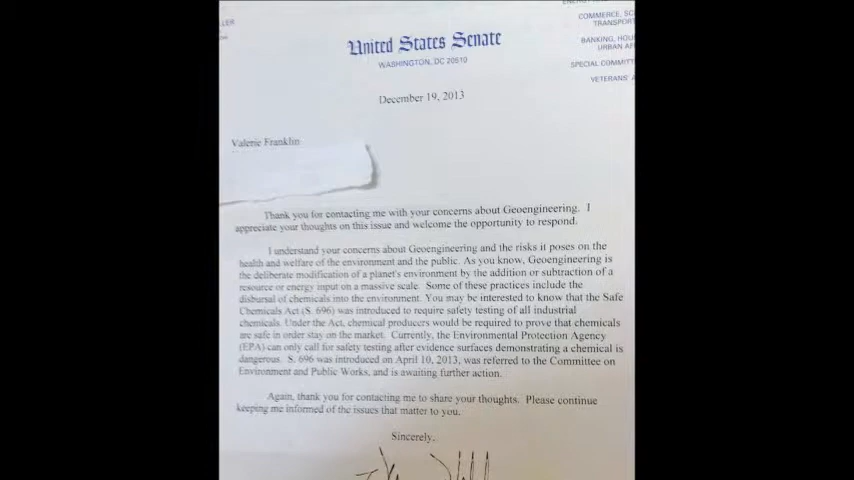 LLER
United States Senate
WASHINGTON, DC 20510
COMMERCE, SC
TRANSPORT
BANKING, HOU
URBAN AF
SPECIAL COMMITT
VETERANS' A
December 19, 2013
Valerie Franklin
Thank you for contacting me with your concerns about Geoengineering. I
appreciate your thoughts on this issue and welcome the opportunity to respond.
I understand your concerns about Geoengineering and the risks it poses on the
health and welfare of the environment and the public. As you know, Geoengineering is
the deliberate modification of a planet's environment by the addition or subtraction of a
resource or energy input on a massive scale. Some of these practices include the
disbursal of chemicals into the environment. You may be interested to know that the Safe
Chemicals Act (S. 696) was introduced to require safety testing of all industrial
chemicals. Under the Act, chemical producers would be required to prove that chemicals
are safe in order stay on the market. Currently, the Environmental Protection Agency
(EPA) can only call for safety testing after evidence surfaces demonstrating a chemical is
dangerous. S. 696 was introduced on April 10, 2013, was referred to the Committee on
Environment and Public Works, and is awaiting further action.
Again, thank you for contacting me to share your thoughts. Please continue
keeping me informed of the issues that matter to you.
Sincerely,